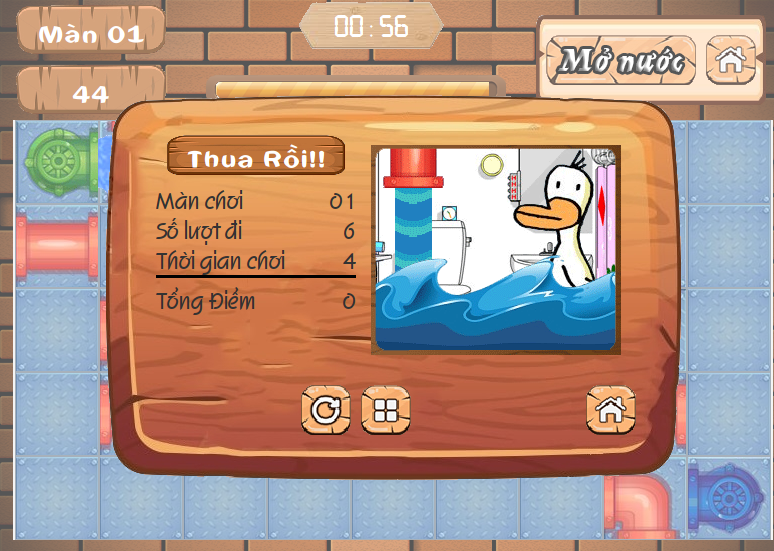 Màn 01
00:56
Mở nước
44
Thua Rồi!!
Màn chơi 01
Số lượt đi 6
Thời gian chơi 4
Tổng Điểm 0